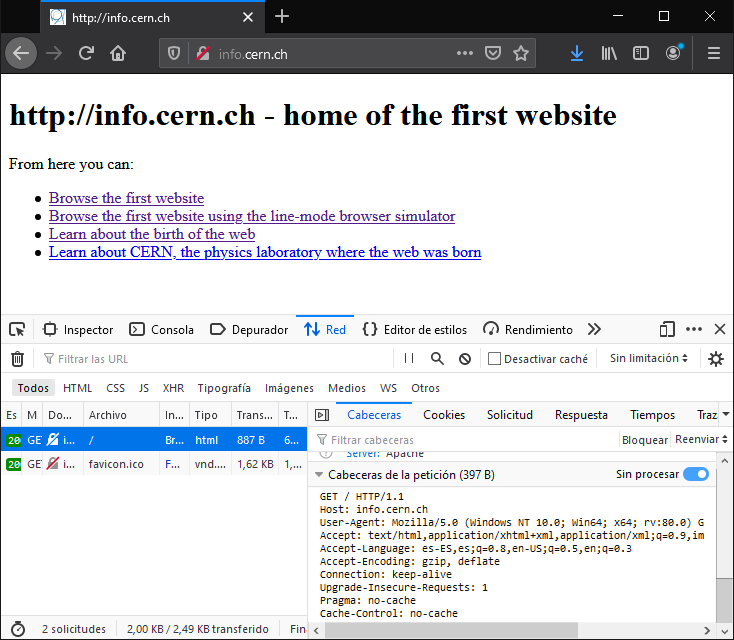 http://info.cern.ch
info.cern.ch
http://info.cern.ch - home of the first website
From here you can:
Browse the first website
Browse the first website using the line-mode browser simulator
Learn about the birth of the web
Learn about CERN, the physics laboratory where the web was born
Inspector Consola Depurador Red Editor de estilos Rendimiento
Filtrar las URL Desactivar caché Sin limitación
Todos HTML CSS JS XHR Tipografía Imágenes Medios WS Otros
Es M Do... Archivo In... Tipo Trans... T...
20 GE i... / Br... html 887 B 6...
20 GE i... favicon.ico F... vnd.... 1,62 KB 1,...
Cabeceras Cookies Solicitud Respuesta Tiempos Traz
Filtrar cabeceras Bloquear Reenviar
Server: Apache
Cabeceras de la petición (397 B) Sin procesar
GET / HTTP/1.1
Host: info.cern.ch
User-Agent: Mozilla/5.0 (Windows NT 10.0; Win64; x64; rv:80.0) G
Accept: text/html,application/xhtml+xml,application/xml;q=0.9,im
Accept-Language: es-ES,es;q=0.8,en-US;q=0.5,en;q=0.3
Accept-Encoding: gzip, deflate
Connection: keep-alive
Upgrade-Insecure-Requests: 1
Pragma: no-cache
Cache-Control: no-cache
2 solicitudes 2,00 KB / 2,49 KB transferido Fin